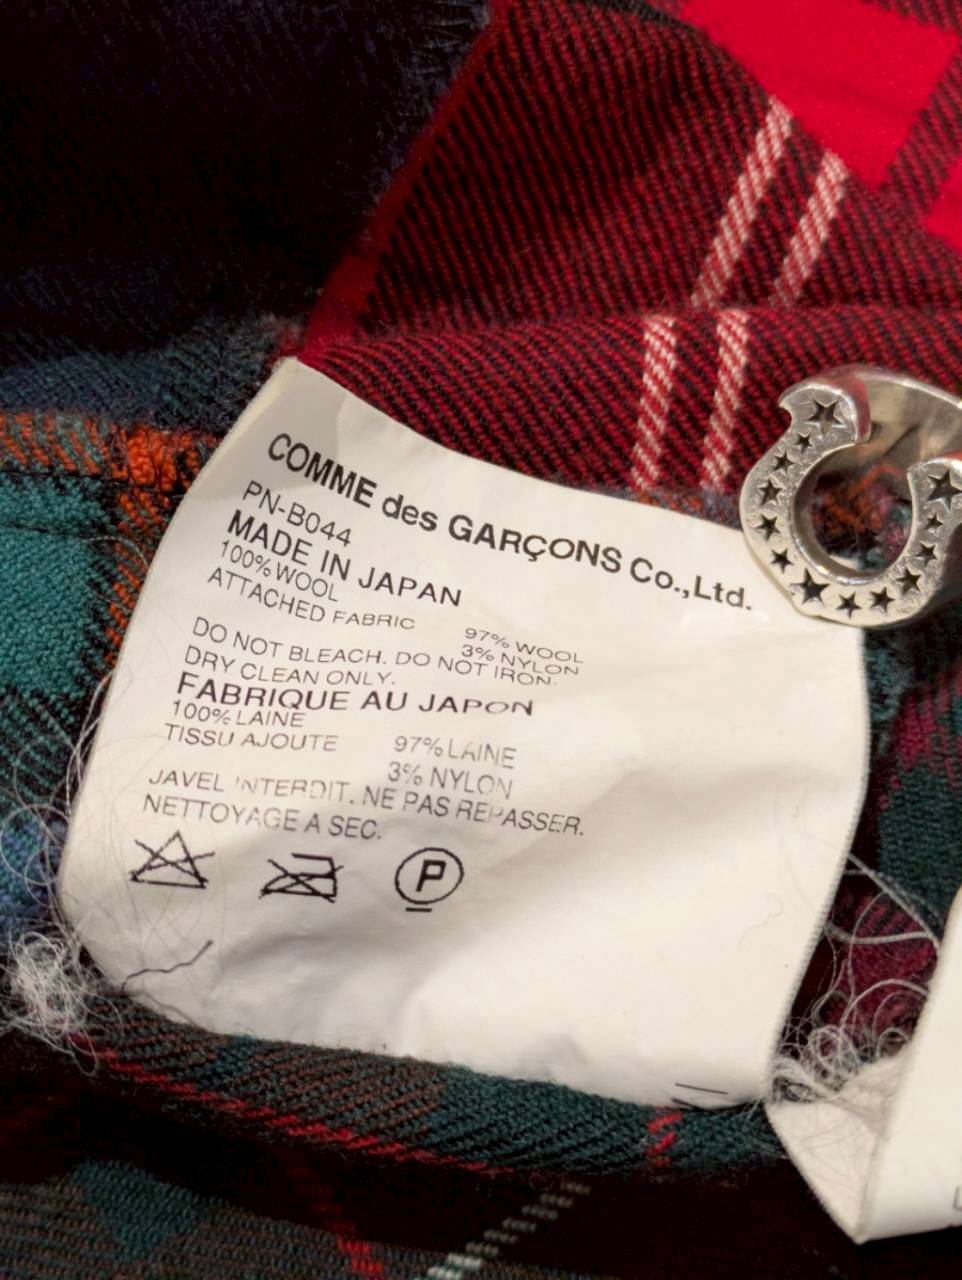 COMME des GARÇONS Co.,Ltd.
PN-B044
MADE IN JAPAN
100% WOOL
ATTACHED FABRIC 97% WOOL
3% NYLON
DO NOT BLEACH. DO NOT IRON.
DRY CLEAN ONLY.
FABRIQUE AU JAPON
100% LAINE
TISSU AJOUTE 97% LAINE
3% NYLON
JAVEL INTERDIT. NE PAS REPASSER.
NETTOYAGE A SEC.
P